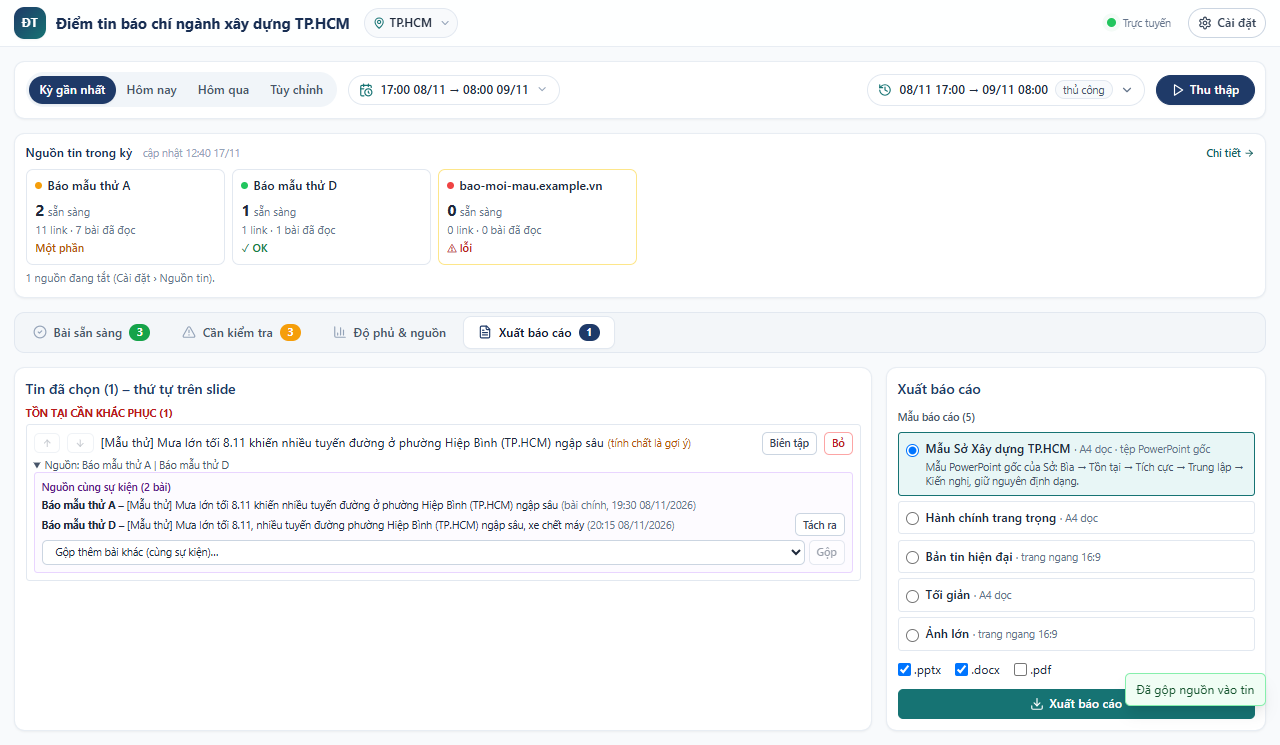 ĐT Điểm tin báo chí ngành xây dựng TP.HCM TP.HCM Trực tuyến Cài đặt
Kỳ gần nhất Hôm nay Hôm qua Tùy chỉnh 17:00 08/11 → 08:00 09/11 08/11 17:00 → 09/11 08:00 thủ công Thu thập
Nguồn tin trong kỳ cập nhật 12:40 17/11 Chi tiết →
Báo mẫu thử A
2 sẵn sàng
11 link · 7 bài đã đọc
Một phần
Báo mẫu thử D
1 sẵn sàng
1 link · 1 bài đã đọc
✓ OK
bao-moi-mau.example.vn
0 sẵn sàng
0 link · 0 bài đã đọc
⚠ lỗi
1 nguồn đang tắt (Cài đặt › Nguồn tin).
Bài sẵn sàng 3 Cần kiểm tra 3 Độ phủ & nguồn Xuất báo cáo 1
Tin đã chọn (1) – thứ tự trên slide
TỒN TẠI CẦN KHẮC PHỤC (1)
↑ ↓ [Mẫu thử] Mưa lớn tối 8.11 khiến nhiều tuyến đường ở phường Hiệp Bình (TP.HCM) ngập sâu (tính chất là gợi ý) Biên tập Bỏ
▼ Nguồn: Báo mẫu thử A | Báo mẫu thử D
Nguồn cùng sự kiện (2 bài)
Báo mẫu thử A – [Mẫu thử] Mưa lớn tối 8.11 khiến nhiều tuyến đường ở phường Hiệp Bình (TP.HCM) ngập sâu (bài chính, 19:30 08/11/2026)
Báo mẫu thử D – [Mẫu thử] Mưa lớn tối 8.11, nhiều tuyến đường phường Hiệp Bình (TP.HCM) ngập sâu, xe chết máy (20:15 08/11/2026) Tách ra
Gộp thêm bài khác (cùng sự kiện)... Gộp
Xuất báo cáo
Mẫu báo cáo (5)
Mẫu Sở Xây dựng TP.HCM · A4 dọc · tệp PowerPoint gốc
Mẫu PowerPoint gốc của Sở: Bìa → Tồn tại → Tích cực → Trung lập →
Kiến nghị, giữ nguyên định dạng.
Hành chính trang trọng · A4 dọc
Bản tin hiện đại · trang ngang 16:9
Tối giản · A4 dọc
Ảnh lớn · trang ngang 16:9
.pptx .docx .pdf
Đã gộp nguồn vào tin
Xuất báo cáo